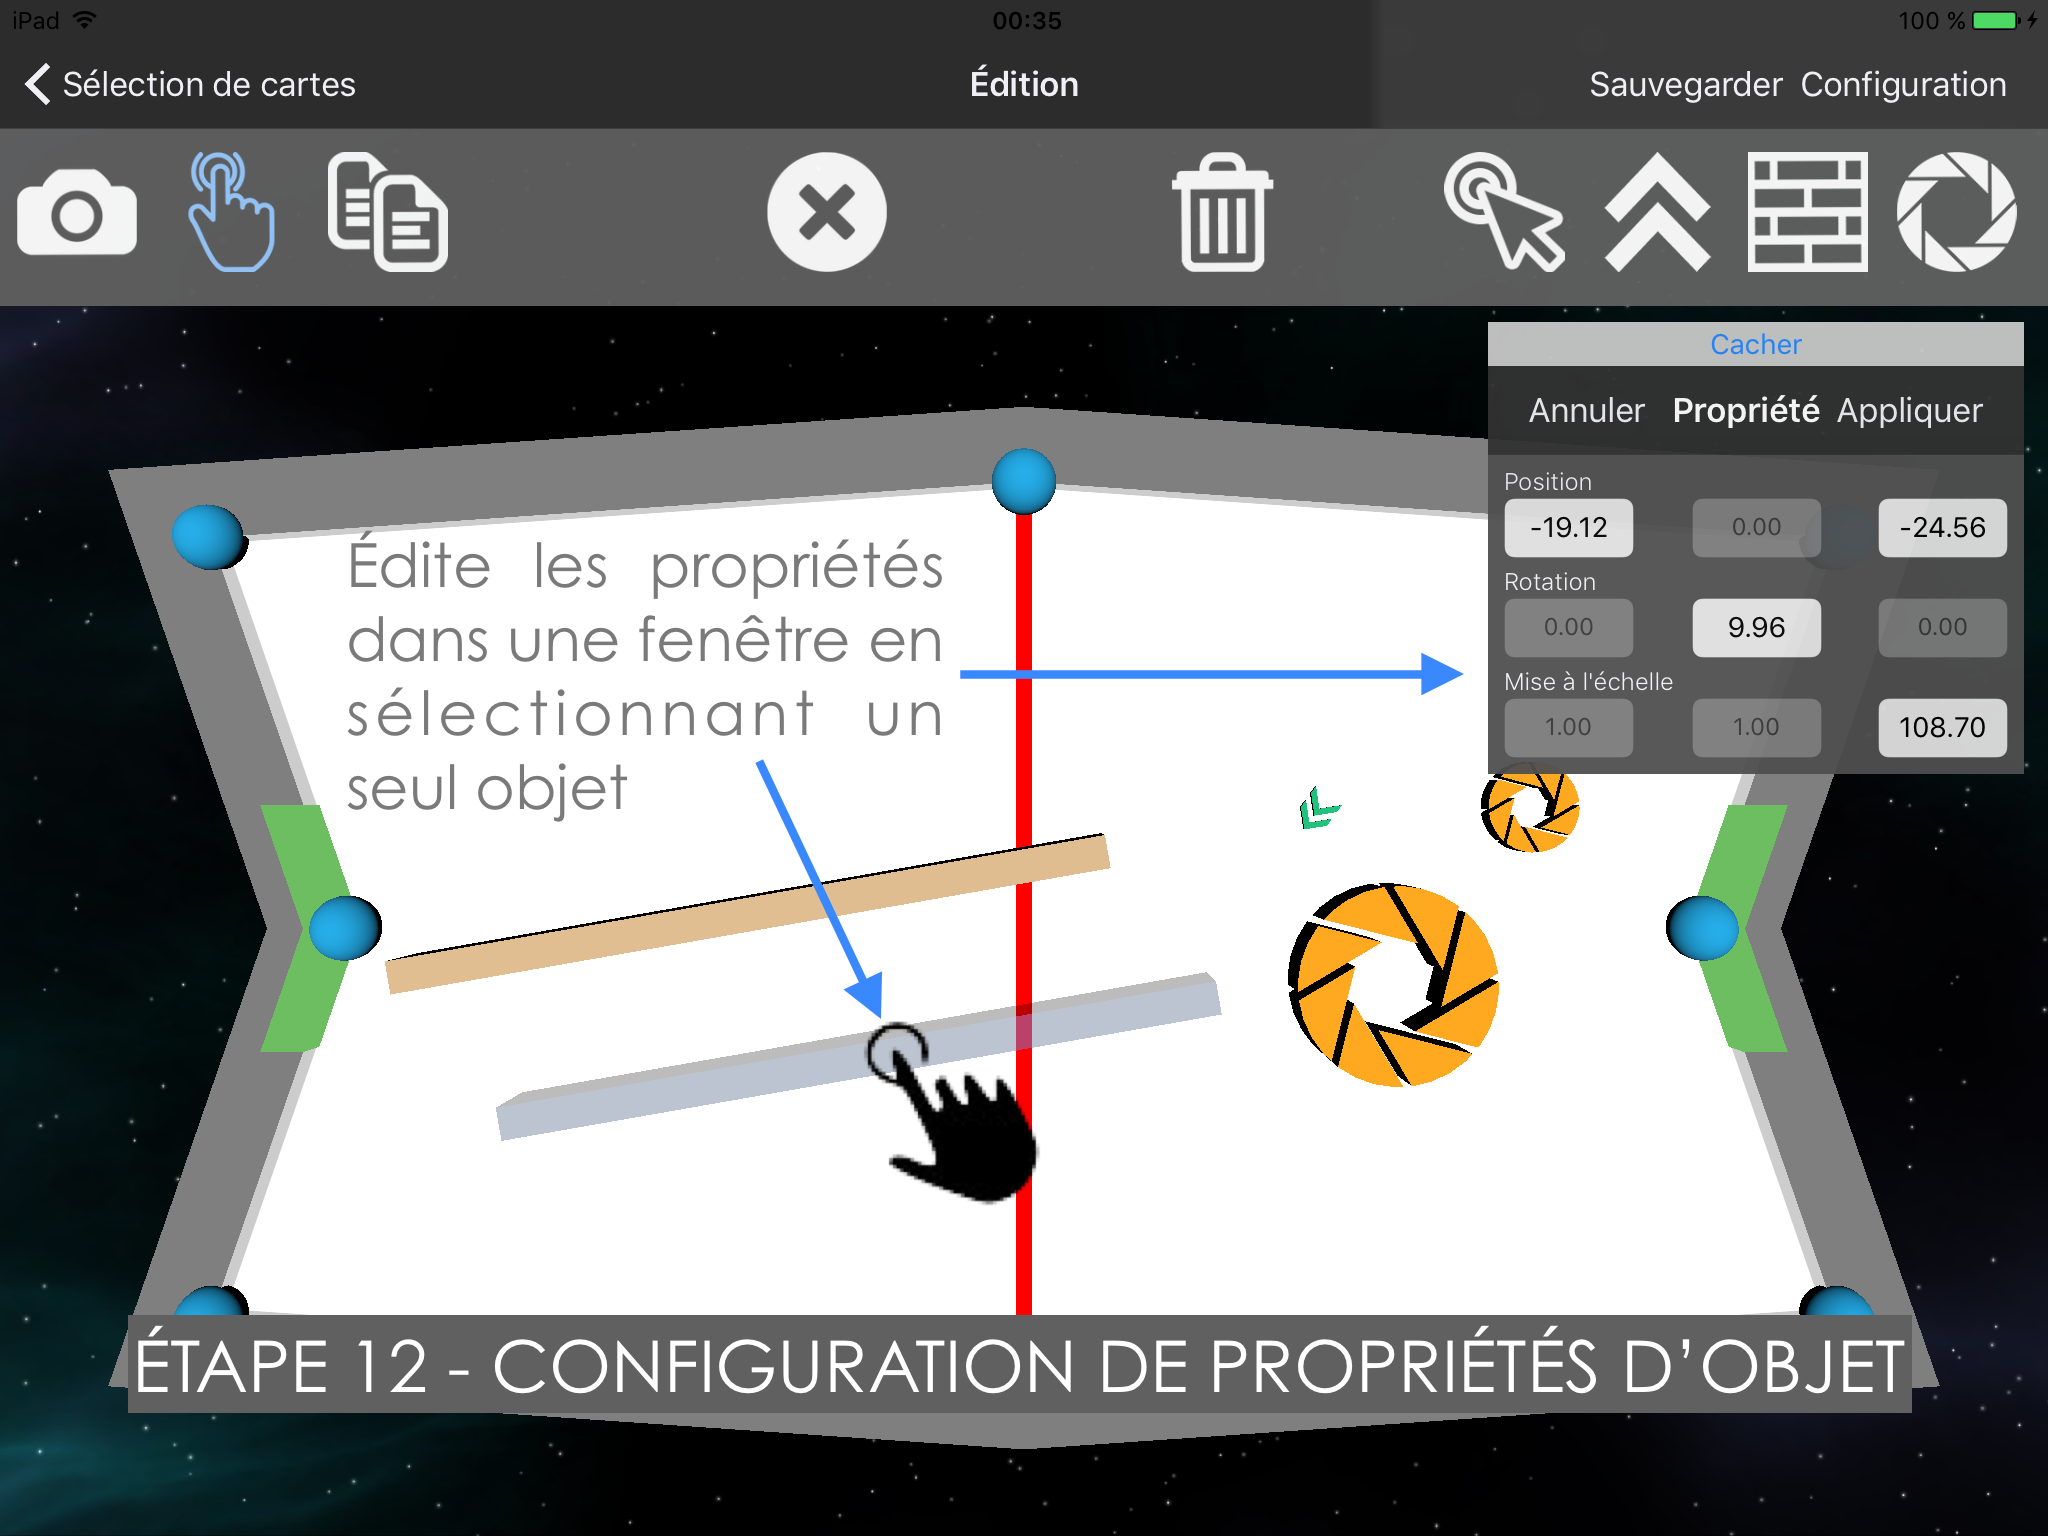 iPad 00:35 100 %
Sélection de cartes Édition Sauvegarder Configuration
Cacher
Annuler Propriété Appliquer
Position
-19.12 0.00 -24.56
Rotation
0.00 9.96 0.00
Mise à l'échelle
1.00 1.00 108.70
Édite les propriétés
dans une fenêtre en
sélectionnant un
seul objet
ÉTAPE 12 - CONFIGURATION DE PROPRIÉTÉS D’OBJET